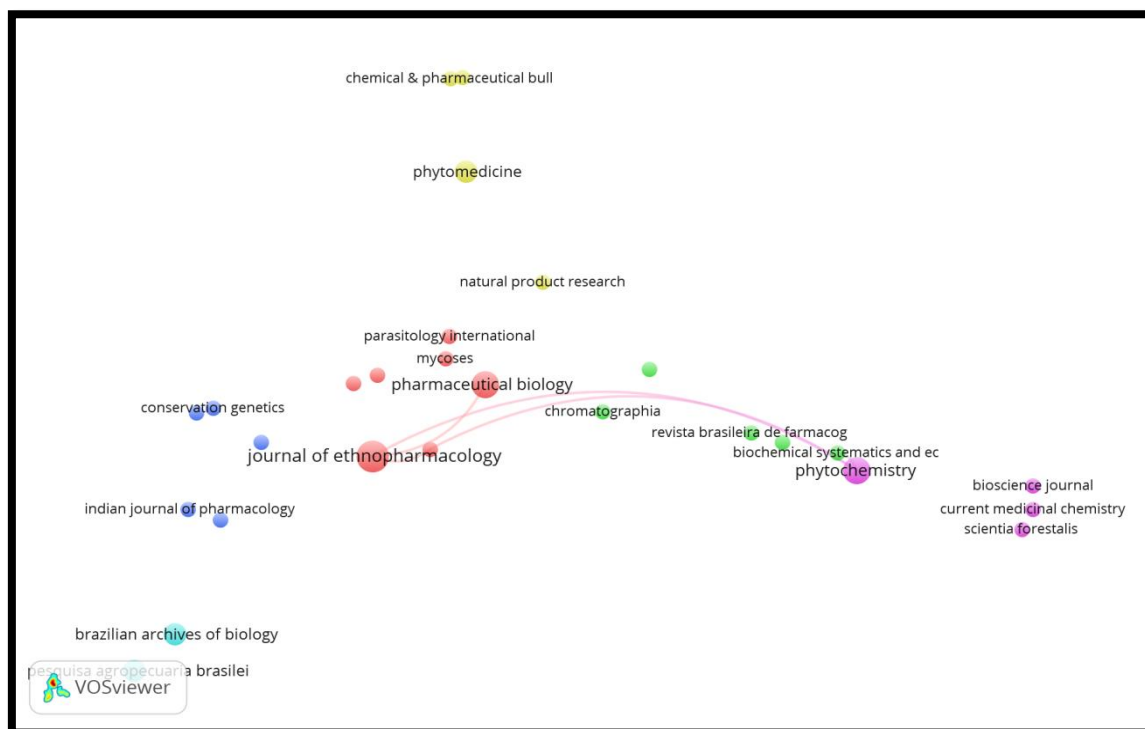 chemical & pharmaceutical bull
phytomedicine
natural product research
parasitology international
mycoses
pharmaceutical biology
conservation genetics
chromatographia
revista brasileira de farmacog
journal of ethnopharmacology
biochemical systematics and ec
phytochemistry
bioscience journal
indian journal of pharmacology
current medicinal chemistry
scientia forestalis
brazilian archives of biology
pesquisa agropecuaria brasilei
VOSviewer